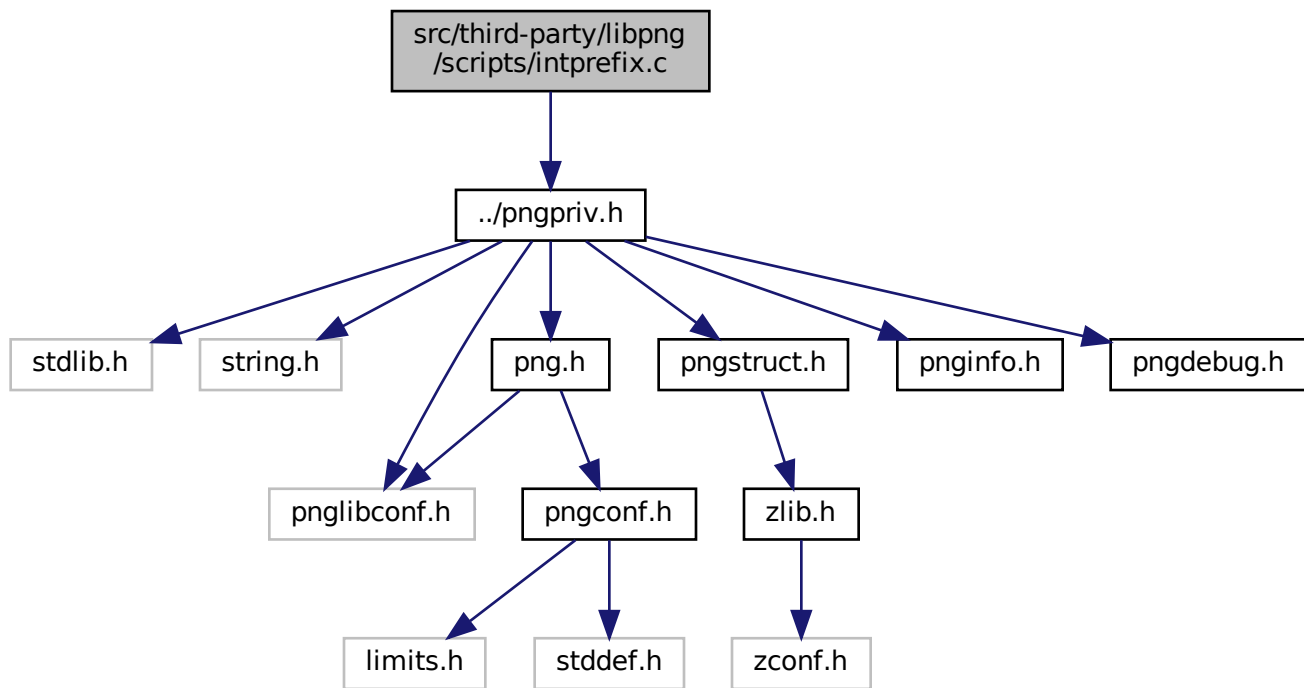 src/third-party/libpng
/scripts/intprefix.c
../pngpriv.h
stdlib.h
string.h
png.h
pngstruct.h
pnginfo.h
pngdebug.h
pnglibconf.h
pngconf.h
zlib.h
limits.h
stddef.h
zconf.h